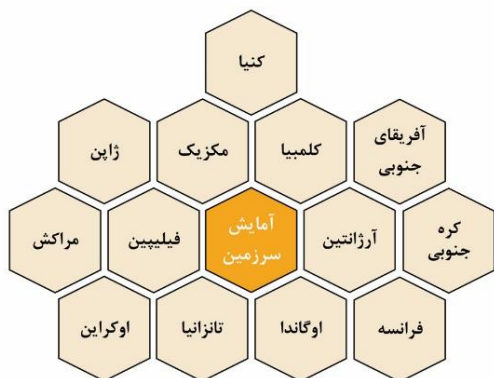 کنیا
آفریقای
جنوبی
کلمبیا
مکزیک
ژاپن
کره
جنوبی
آرژانتین
آمایش
سرزمین
فیلیپین
مراکش
فرانسه
اوگاندا
تانزانیا
اوکراین